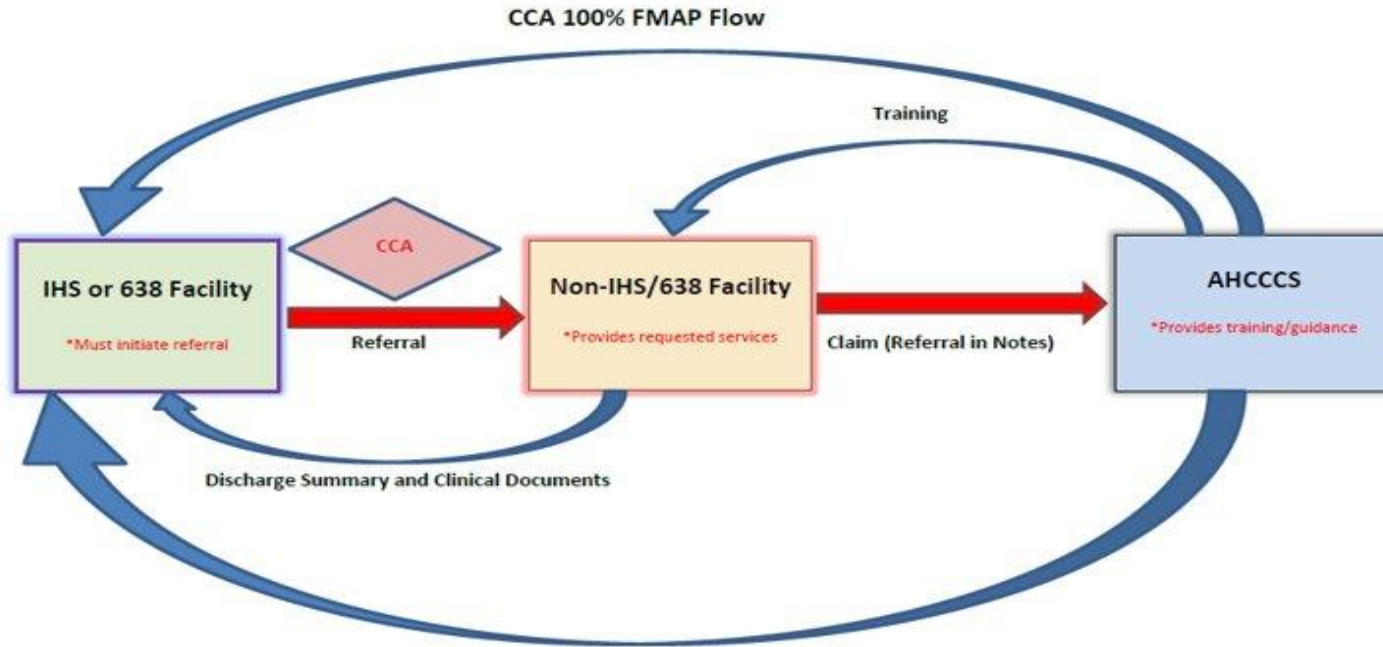 CCA 100% FMAP Flow
Training
CCA
IHS or 638 Facility
*Must initiate referral
Referral
Non-IHS/638 Facility
*Provides requested services
Claim (Referral in Notes)
AHCCCS
*Provides training/guidance
Discharge Summary and Clinical Documents